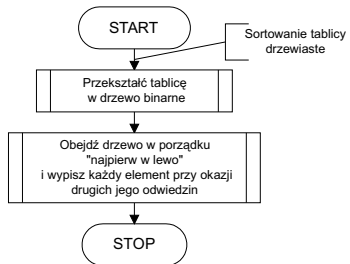 START
Sortowanie tablicy
drzewiaste
Przekształć tablicę
w drzewo binarne
Obejdź drzewo w porządku
"najpierw w lewo"
i wypisz każdy element przy okazji
drugich jego odwiedzin
STOP